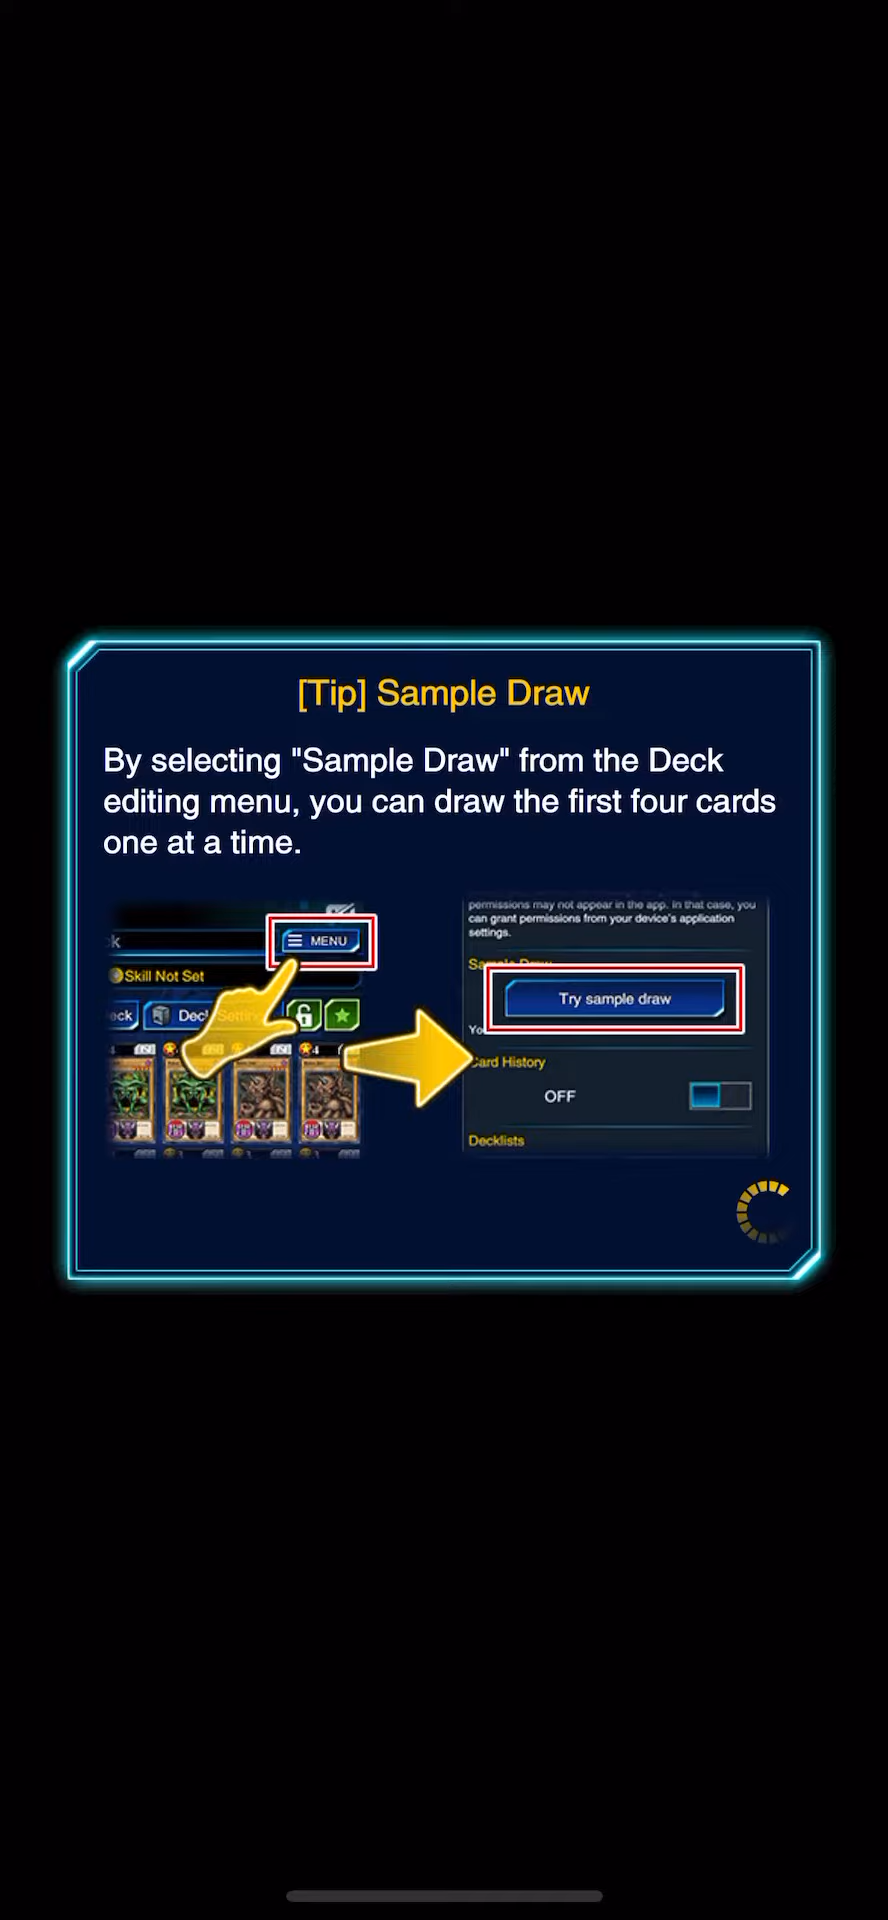 [Tip] Sample Draw
By selecting "Sample Draw" from the Deck
editing menu, you can draw the first four cards
one at a time.
MENU
Skill Not Set
permissions may not appear in the app. In that case, you
can grant permissions from your device's application
settings.
Try sample draw
Card History
OFF
Decklists